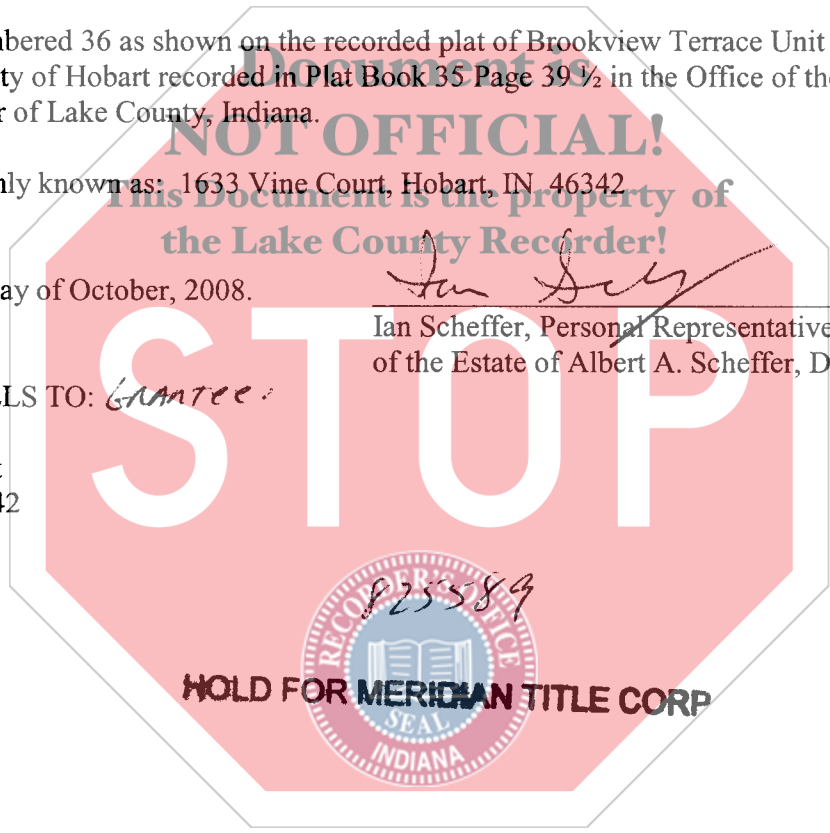 nbered 36 as shown on the recorded plat of Brookview Terrace Unit
Document is
ty of Hobart recorded in Plat Book 35 Page 39 ½ in the Office of the
r of Lake County, Indiana.
NOT OFFICIAL!
nly known as: 1633 Vine Court, Hobart, IN 46342
This Document is the property of
the Lake County Recorder!
ay of October, 2008.
Ian Scheffer, Personal Representative
of the Estate of Albert A. Scheffer, D
STOP
LLS TO: GRANTEE.
t
42
825589
RECORDER'S OFFICE
HOLD FOR MERIDIAN TITLE CORP
SEAL
INDIANA